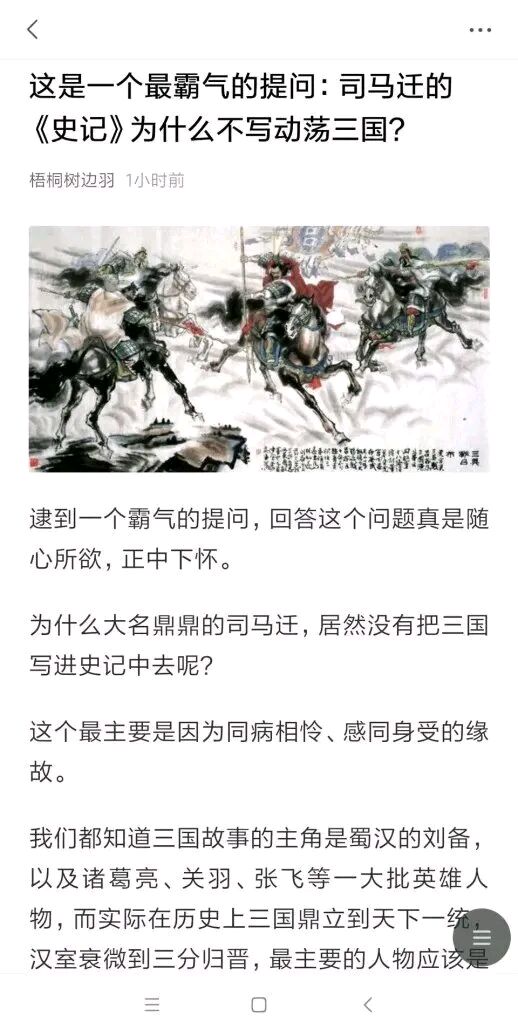 这是一个最霸气的提问：司马迁的
《史记》为什么不写动荡三国？
梧桐树边羽 1小时前
逮到一个霸气的提问，回答这个问题真是随
心所欲，正中下怀。
为什么大名鼎鼎的司马迁，居然没有把三国
写进史记中去呢？
这个最主要是因为同病相怜、感同身受的缘
故。
我们都知道三国故事的主角是蜀汉的刘备，
以及诸葛亮、关羽、张飞等一大批英雄人
物，而实际在历史上三国鼎立到天下一统，
汉室衰微到三分归晋，最主要的人物应该是